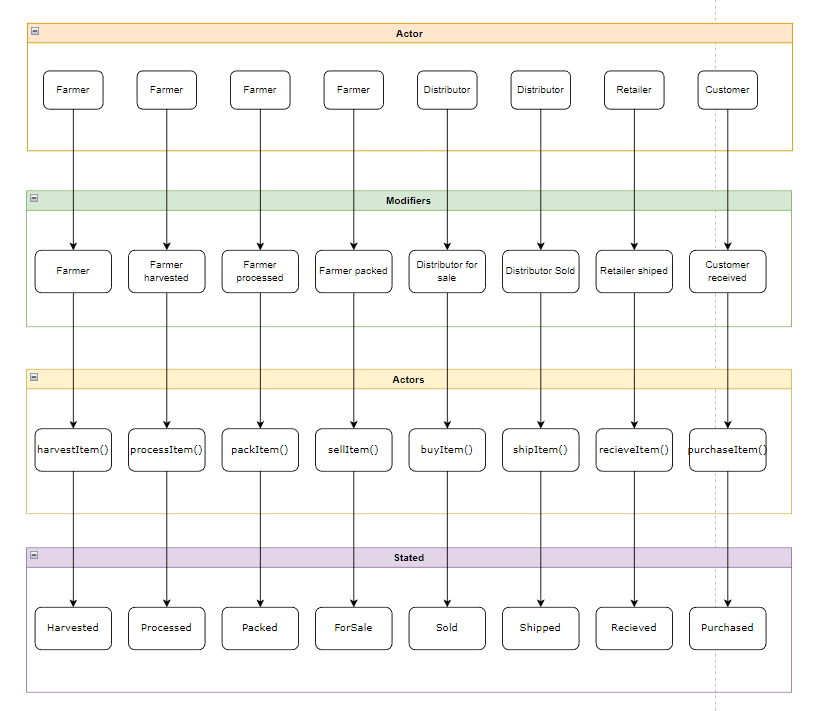 Actor
Farmer
Farmer
Farmer
Farmer
Distributor
Distributor
Retailer
Customer
Modifiers
Farmer
Farmer
harvested
Farmer
processed
Farmer packed
Distributor for
sale
Distributor Sold
Retailer shiped
Customer
received
Actors
harvestItem()
processItem()
packItem()
sellItem()
buyItem()
shipItem()
recieveItem()
purchaseItem()
Stated
Harvested
Processed
Packed
ForSale
Sold
Shipped
Recieved
Purchased